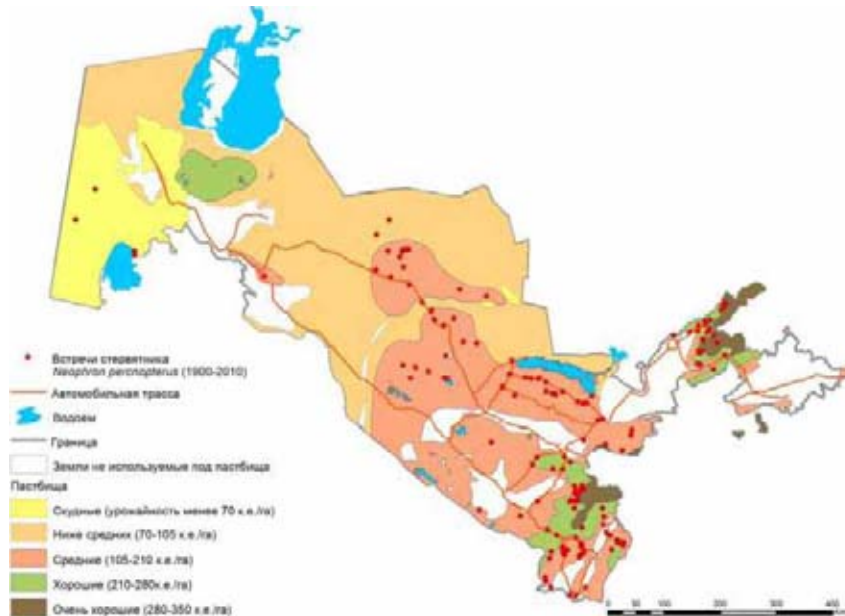 Встречи стервятника
Neophron percnopterus (1900-2010)
Автомобильная трасса
Водоем
Граница
Земли не используемые под пастбища
Пастбища
Скудные (урожайность менее 70 к.е./га)
Ниже средних (70-105 к.е./га)
Средние (105-210 к.е./га)
Хорошие (210-280к.е./га)
Очень хорошие (280-350 к.е./га)
0 100 200 300 400